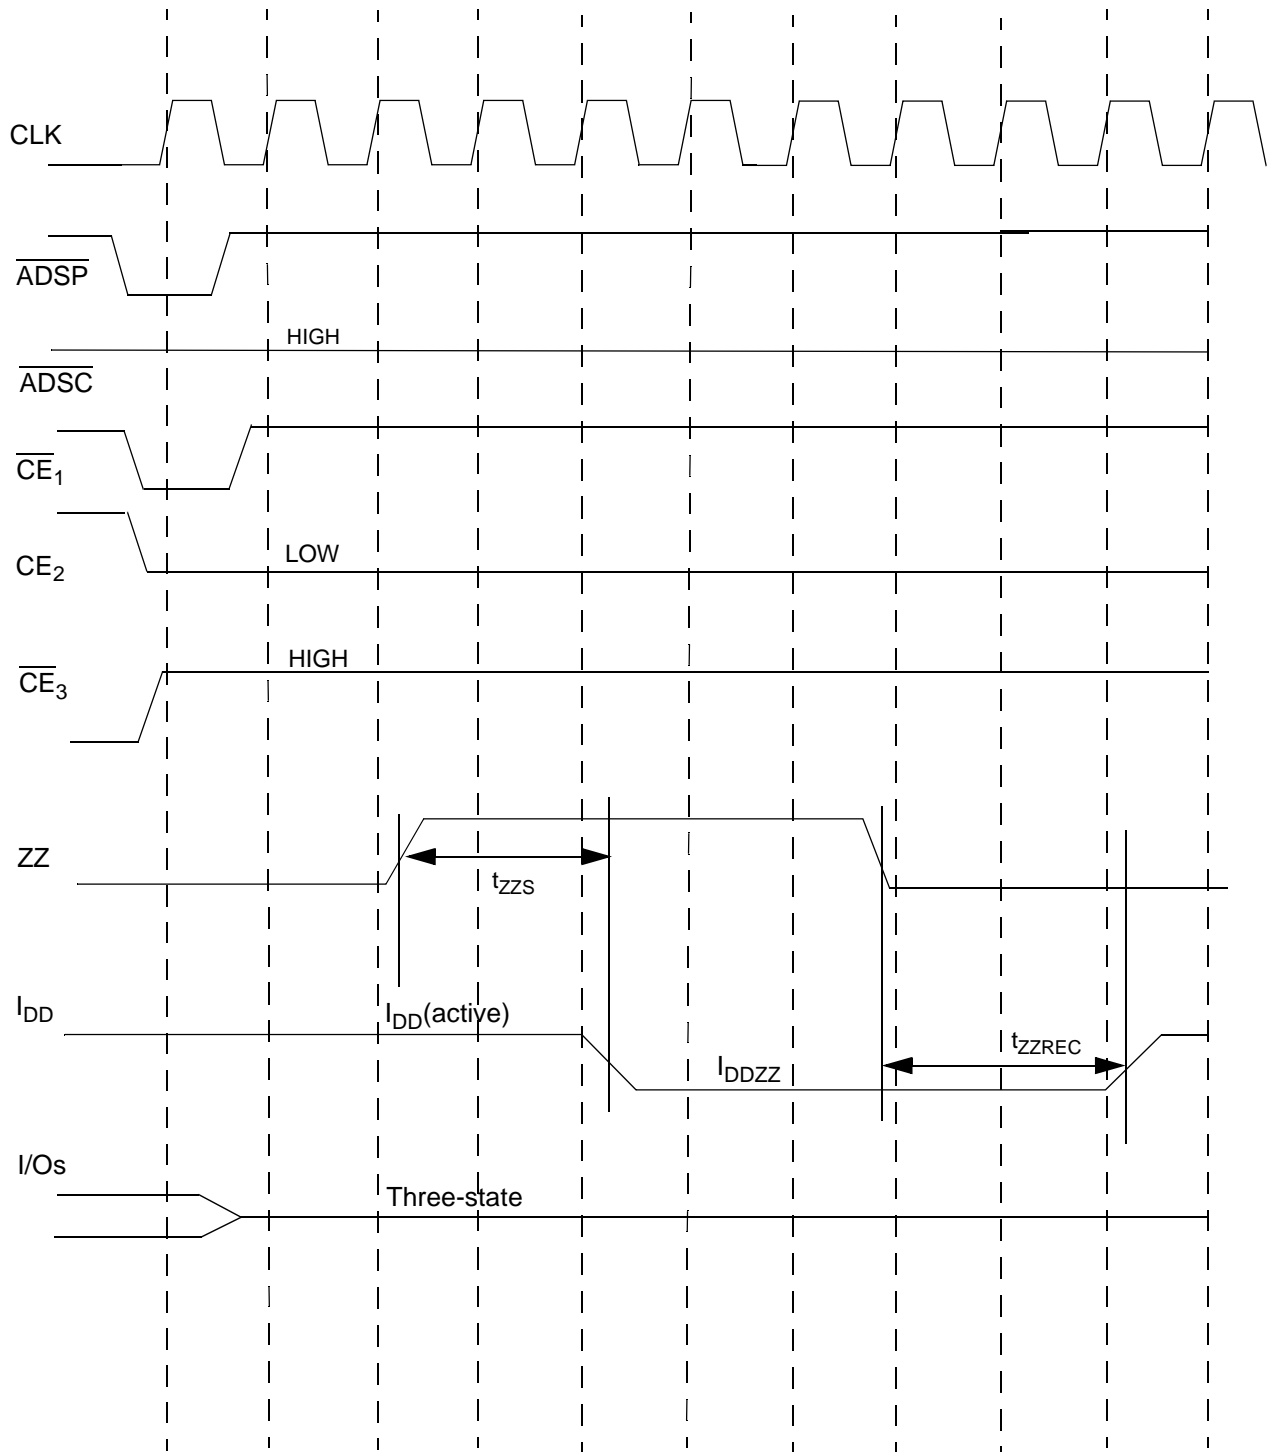 CLK
ADSP
HIGH
ADSC
CE1
LOW
CE2
HIGH
CE3
ZZ
tZZS
IDD
IDD(active)
tZZREC
IDDZZ
I/Os
Three-state